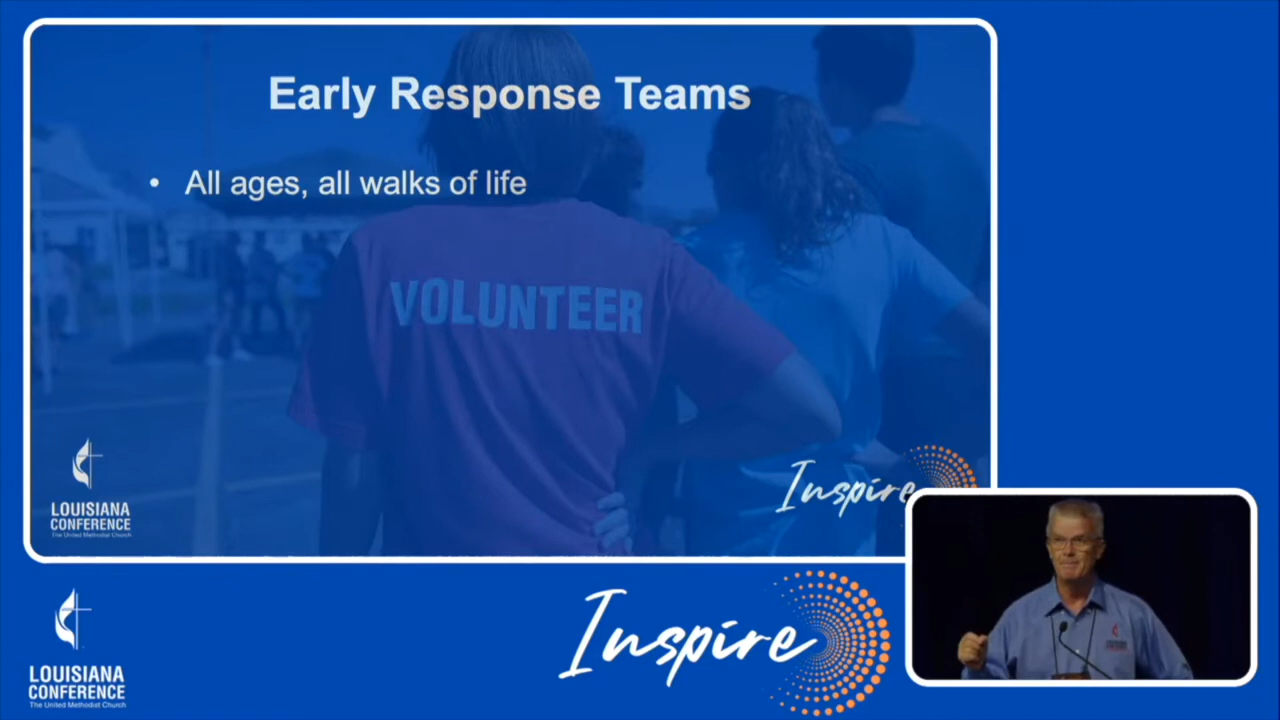 Early Response Teams
• All ages, all walks of life
VOLUNTEER
Inspire
LOUISIANA
CONFERENCE
The United Methodist Church
Inspire
LOUISIANA
CONFERENCE
The United Methodist Church